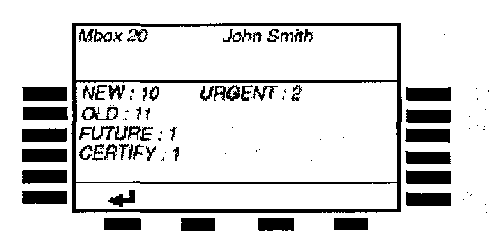 Mbox 20 John Smith
NEW : 10 URGENT : 2
OLD : 11
FUTURE : 1
CERTIFY : 1